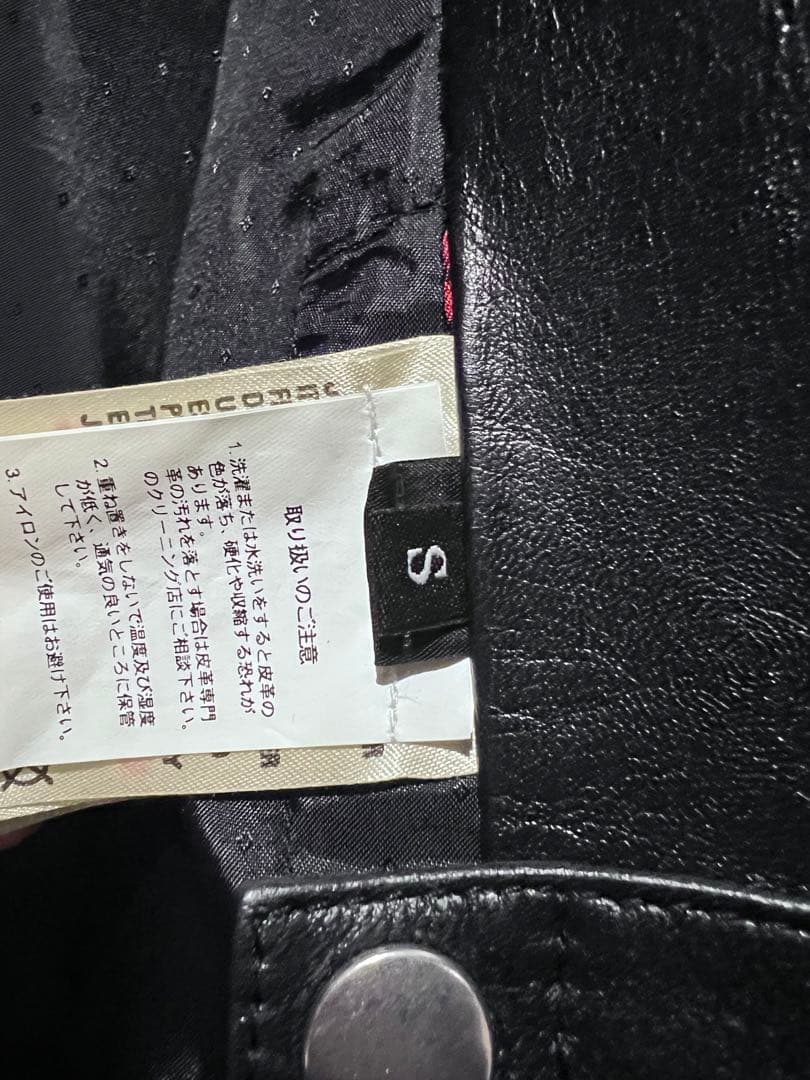 S
取り扱いのご注意
1. 洗濯または水洗いをすると皮革の
色が落ち、硬化や収縮する恐れが
あります。
革の汚れを落とす場合は皮革専門
のクリーニング店にご相談下さい。
2. 重ね置きをしないで温度及び湿度
が低く、通気の良いところに保管
して下さい。
3. アイロンのご使用はお避け下さい。